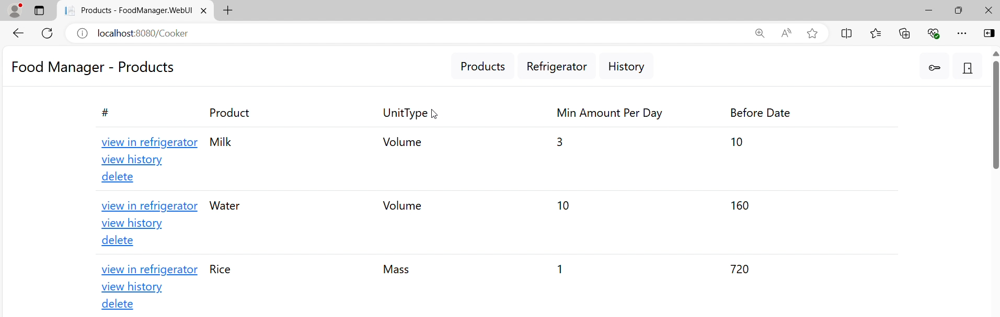 Products - FoodManager.WebUI
localhost:8080/Cooker
Food Manager - Products
Products Refrigerator History
# Product UnitType Min Amount Per Day Before Date
view in refrigerator Milk Volume 3 10
view history
delete
view in refrigerator Water Volume 10 160
view history
delete
view in refrigerator Rice Mass 1 720
view history
delete